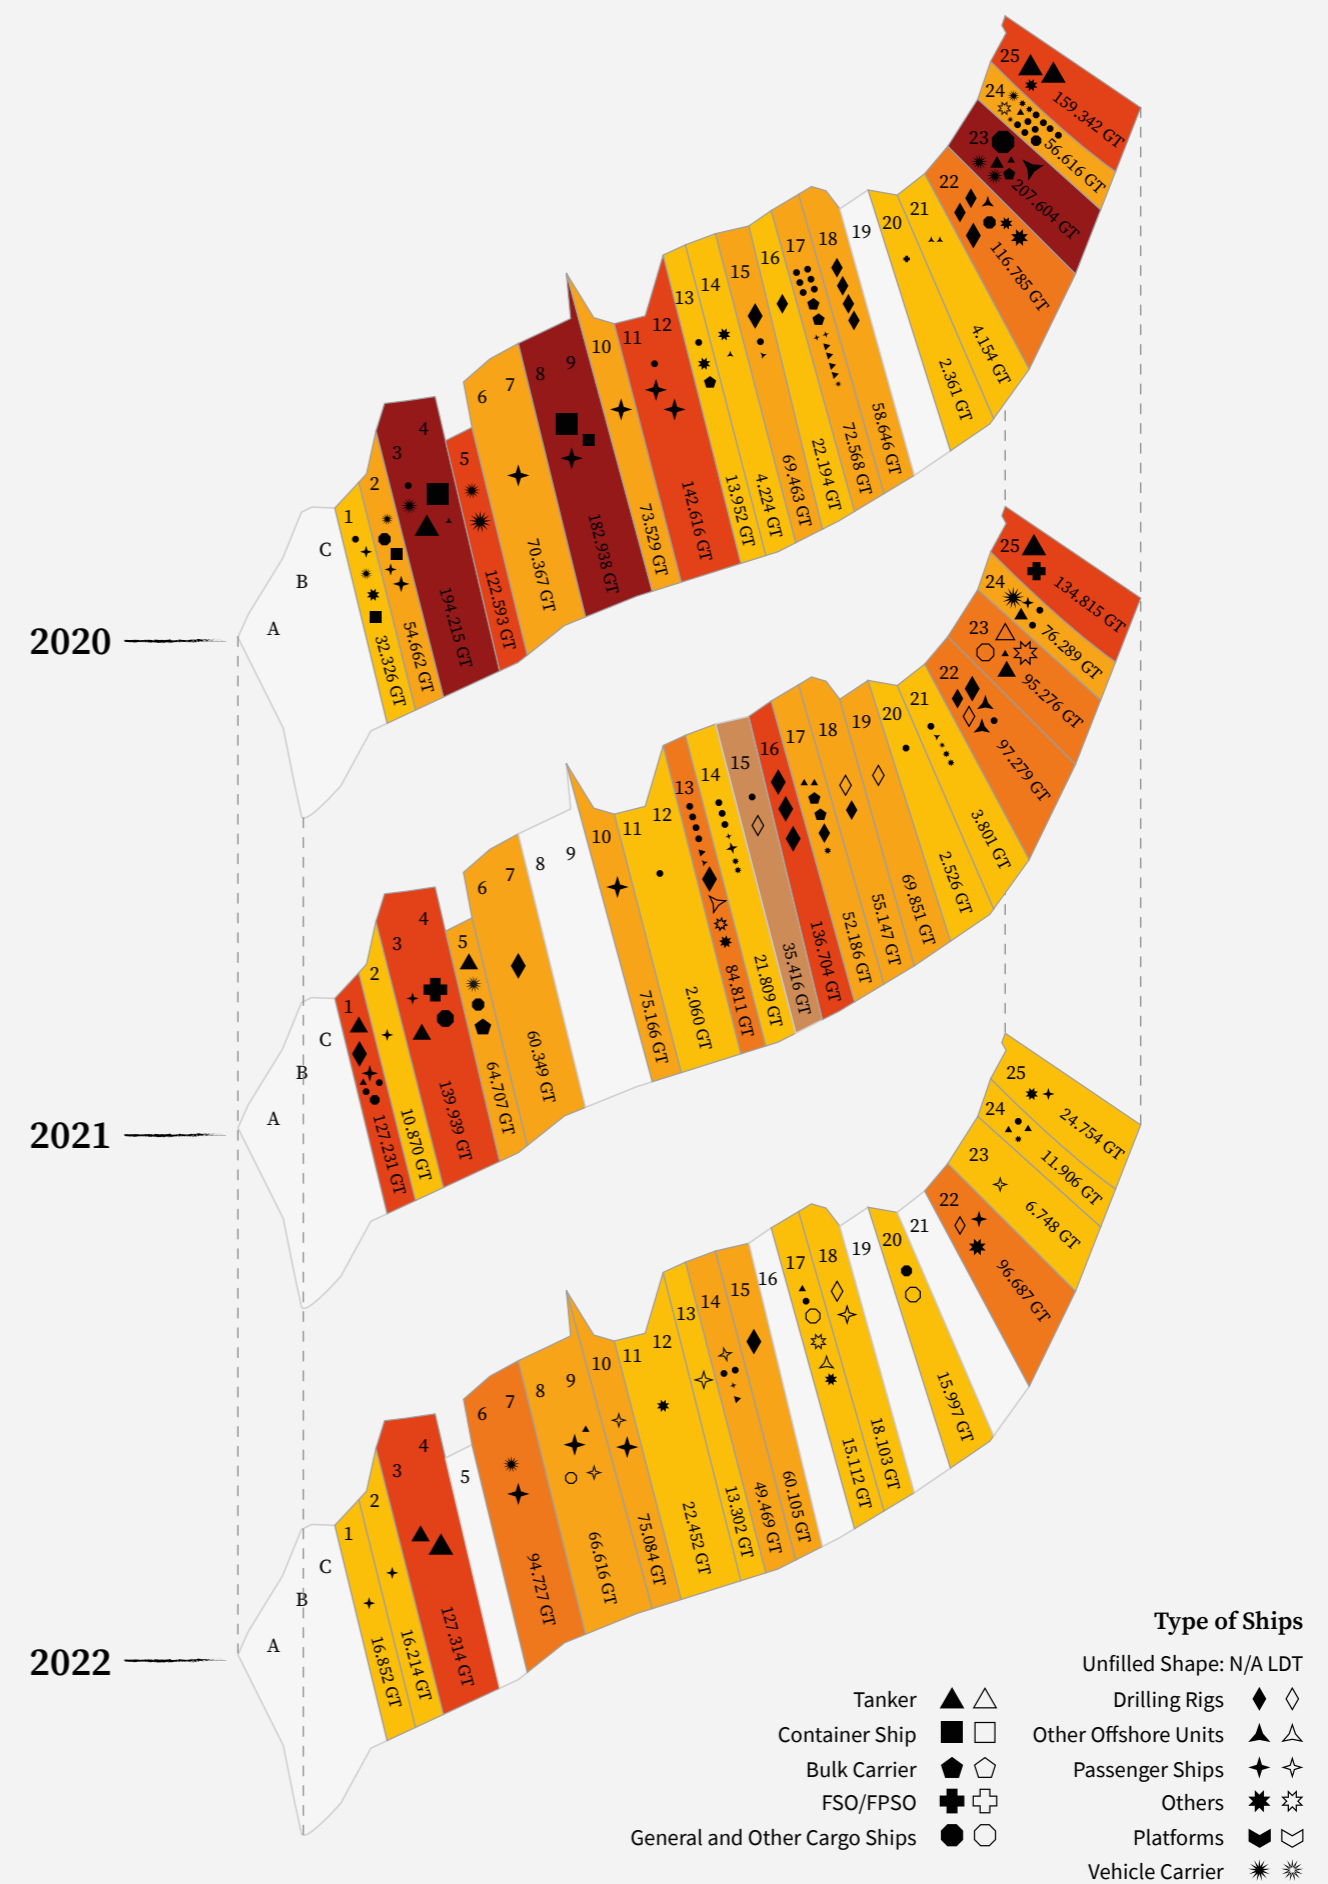 2020
A
B
C
1
32.326 GT
2
54.662 GT
3
4
194.215 GT
5
122.593 GT
6
7
70.367 GT
8
9
182.938 GT
10
73.529 GT
11
12
142.616 GT
13
13.952 GT
14
4.224 GT
15
69.463 GT
16
22.194 GT
17
72.568 GT
18
58.646 GT
19
20
2.361 GT
21
4.154 GT
22
116.785 GT
23
207.604 GT
24
56.616 GT
25
159.342 GT
2021
A
B
C
1
127.231 GT
2
10.870 GT
3
4
139.939 GT
5
64.707 GT
6
7
60.349 GT
8
9
10
75.166 GT
11
12
2.060 GT
13
84.811 GT
14
21.809 GT
15
35.416 GT
16
136.704 GT
17
52.186 GT
18
55.147 GT
19
69.851 GT
20
2.526 GT
21
3.801 GT
22
97.279 GT
23
95.276 GT
24
76.289 GT
25
134.815 GT
2022
A
B
C
1
16.852 GT
2
16.214 GT
3
4
127.314 GT
5
6
7
94.727 GT
8
9
66.616 GT
10
75.084 GT
11
12
22.452 GT
13
13.302 GT
14
49.469 GT
15
60.105 GT
16
17
15.112 GT
18
18.103 GT
19
20
15.997 GT
21
22
96.687 GT
23
6.748 GT
24
11.906 GT
25
24.754 GT
Type of Ships
Unfilled Shape: N/A LDT
Tanker
Container Ship
Bulk Carrier
FSO/FPSO
General and Other Cargo Ships
Drilling Rigs
Other Offshore Units
Passenger Ships
Others
Platforms
Vehicle Carrier